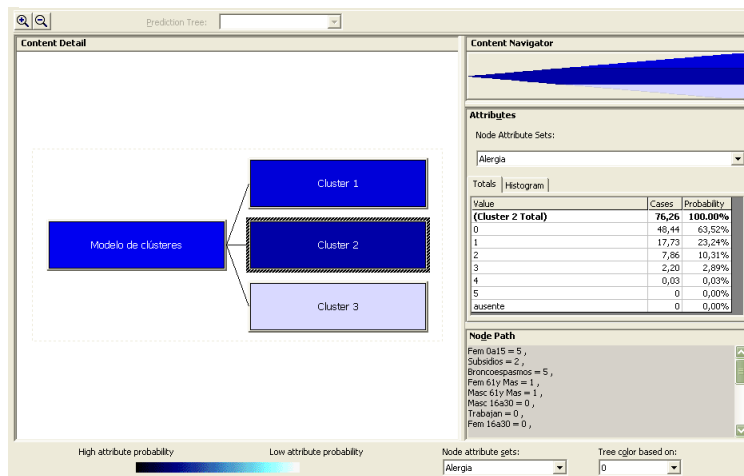 Prediction Tree:
Content Detail
Modelo de clústeres
Cluster 1
Cluster 2
Cluster 3
Content Navigator
Attributes
Node Attribute Sets:
Alergia
Totals Histogram
Value Cases Probability
(Cluster 2 Total) 76,26 100.00%
0 48,44 63,52%
1 17,73 23,24%
2 7,86 10,31%
3 2,20 2,89%
4 0,03 0,03%
5 0 0,00%
ausente 0 0,00%
Node Path
Fem 0a15 = 5 ,
Subsidios = 2 ,
Broncoespasmos = 5 ,
Fem 61y Mas = 1 ,
Masc 61y Mas = 1 ,
Masc 16a30 = 0 ,
Trabajan = 0 ,
Fem 16a30 = 0 ,
High attribute probability Low attribute probability
Node attribute sets: Tree color based on:
Alergia 0